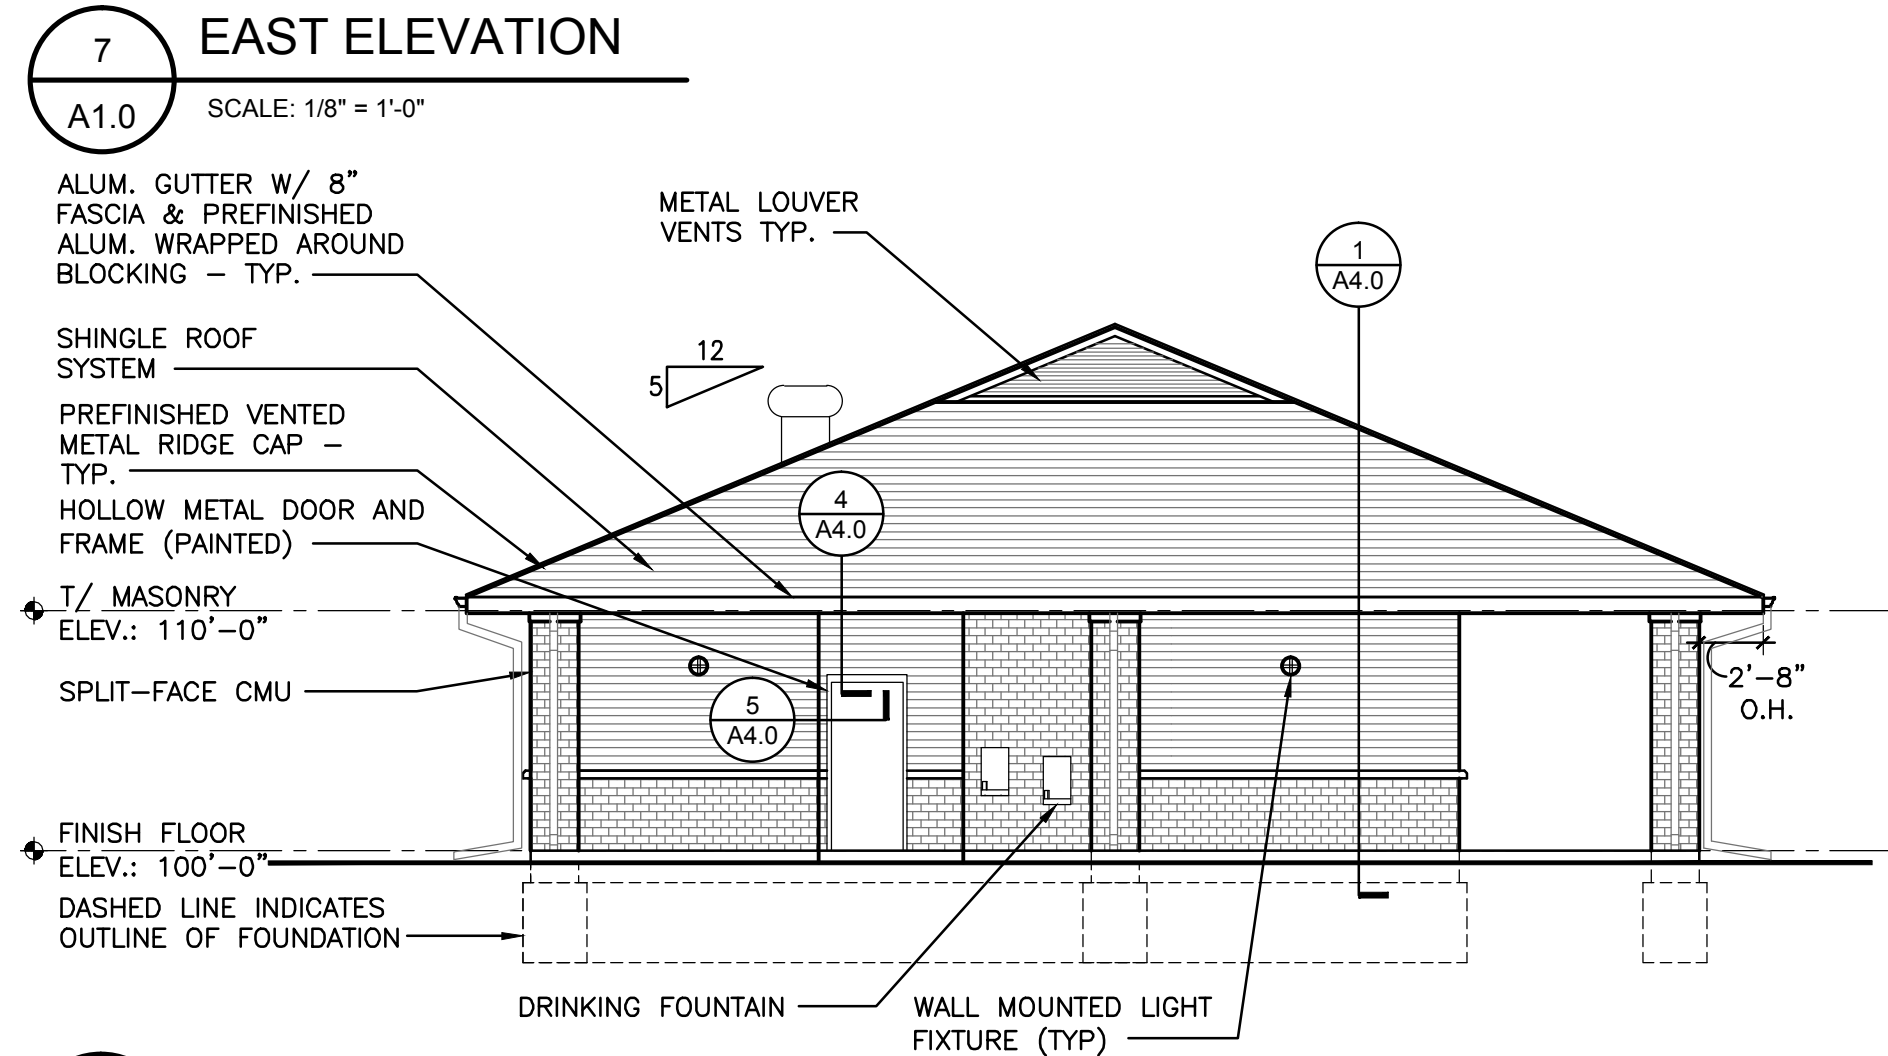 7
A1.0
EAST ELEVATION
SCALE: 1/8" = 1'-0"
ALUM. GUTTER W/ 8"
FASCIA & PREFINISHED
ALUM. WRAPPED AROUND
BLOCKING – TYP.
SHINGLE ROOF
SYSTEM
PREFINISHED VENTED
METAL RIDGE CAP –
TYP.
HOLLOW METAL DOOR AND
FRAME (PAINTED)
T/ MASONRY
ELEV.: 110'-0"
SPLIT-FACE CMU
FINISH FLOOR
ELEV.: 100'-0"
DASHED LINE INDICATES
OUTLINE OF FOUNDATION
METAL LOUVER
VENTS TYP.
12
5
1
A4.0
4
A4.0
5
A4.0
2'-8"
O.H.
DRINKING FOUNTAIN
WALL MOUNTED LIGHT
FIXTURE (TYP)